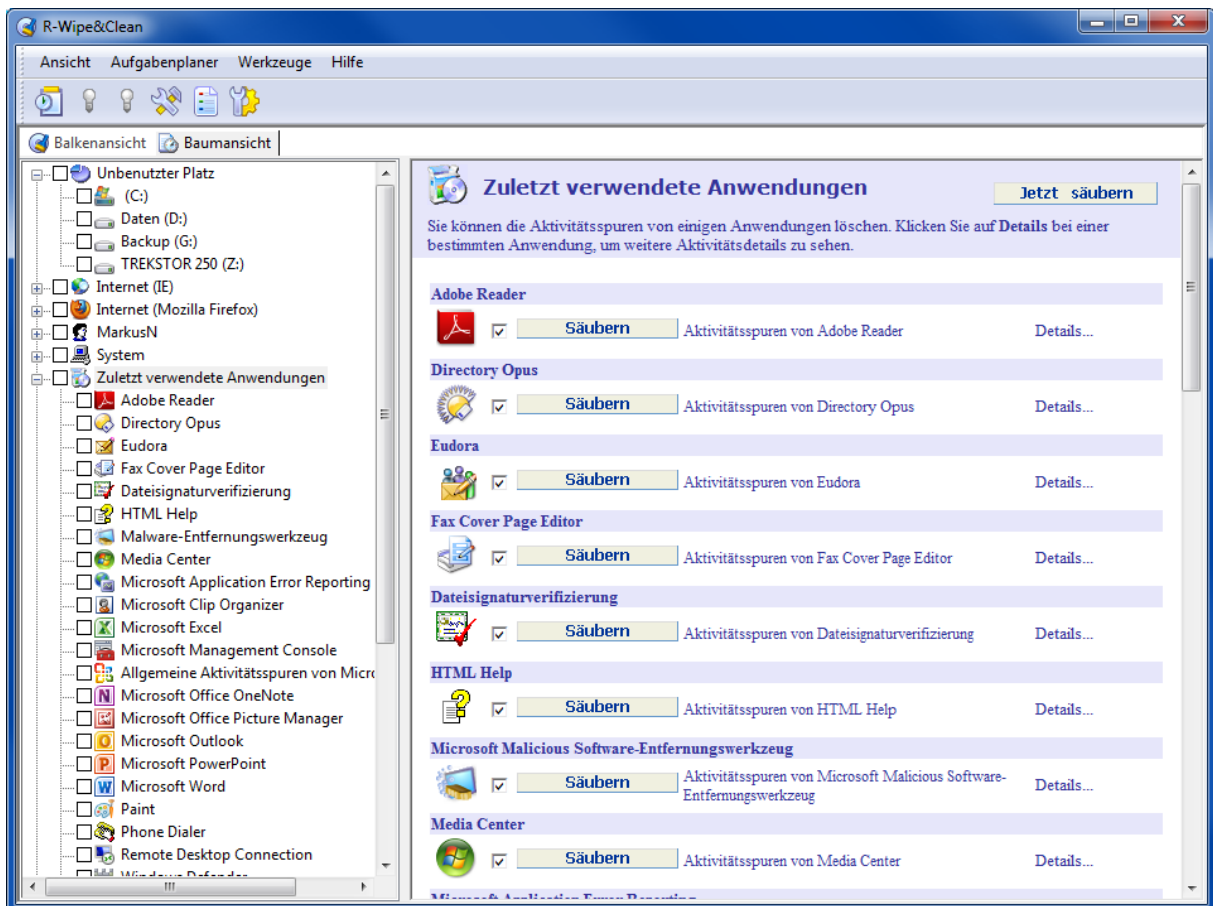 R-Wipe&Clean
Ansicht Aufgabenplaner Werkzeuge Hilfe
Balkenansicht Baumansicht
Unbenutzter Platz
(C:)
Daten (D:)
Backup (G:)
TREKSTOR 250 (Z:)
Internet (IE)
Internet (Mozilla Firefox)
MarkusN
System
Zuletzt verwendete Anwendungen
Adobe Reader
Directory Opus
Eudora
Fax Cover Page Editor
Dateisignaturverifizierung
HTML Help
Malware-Entfernungswerkzeug
Media Center
Microsoft Application Error Reporting
Microsoft Clip Organizer
Microsoft Excel
Microsoft Management Console
Allgemeine Aktivitätsspuren von Micro
Microsoft Office OneNote
Microsoft Office Picture Manager
Microsoft Outlook
Microsoft PowerPoint
Microsoft Word
Paint
Phone Dialer
Remote Desktop Connection
Windows Defender
Zuletzt verwendete Anwendungen
Jetzt säubern
Sie können die Aktivitätsspuren von einigen Anwendungen löschen. Klicken Sie auf Details bei einer
bestimmten Anwendung, um weitere Aktivitätsdetails zu sehen.
Adobe Reader
Säubern Aktivitätsspuren von Adobe Reader Details...
Directory Opus
Säubern Aktivitätsspuren von Directory Opus Details...
Eudora
Säubern Aktivitätsspuren von Eudora Details...
Fax Cover Page Editor
Säubern Aktivitätsspuren von Fax Cover Page Editor Details...
Dateisignaturverifizierung
Säubern Aktivitätsspuren von Dateisignaturverifizierung Details...
HTML Help
Säubern Aktivitätsspuren von HTML Help Details...
Microsoft Malicious Software-Entfernungswerkzeug
Säubern Aktivitätsspuren von Microsoft Malicious Software-
Entfernungswerkzeug Details...
Media Center
Säubern Aktivitätsspuren von Media Center Details...
Microsoft Application Error Reporting